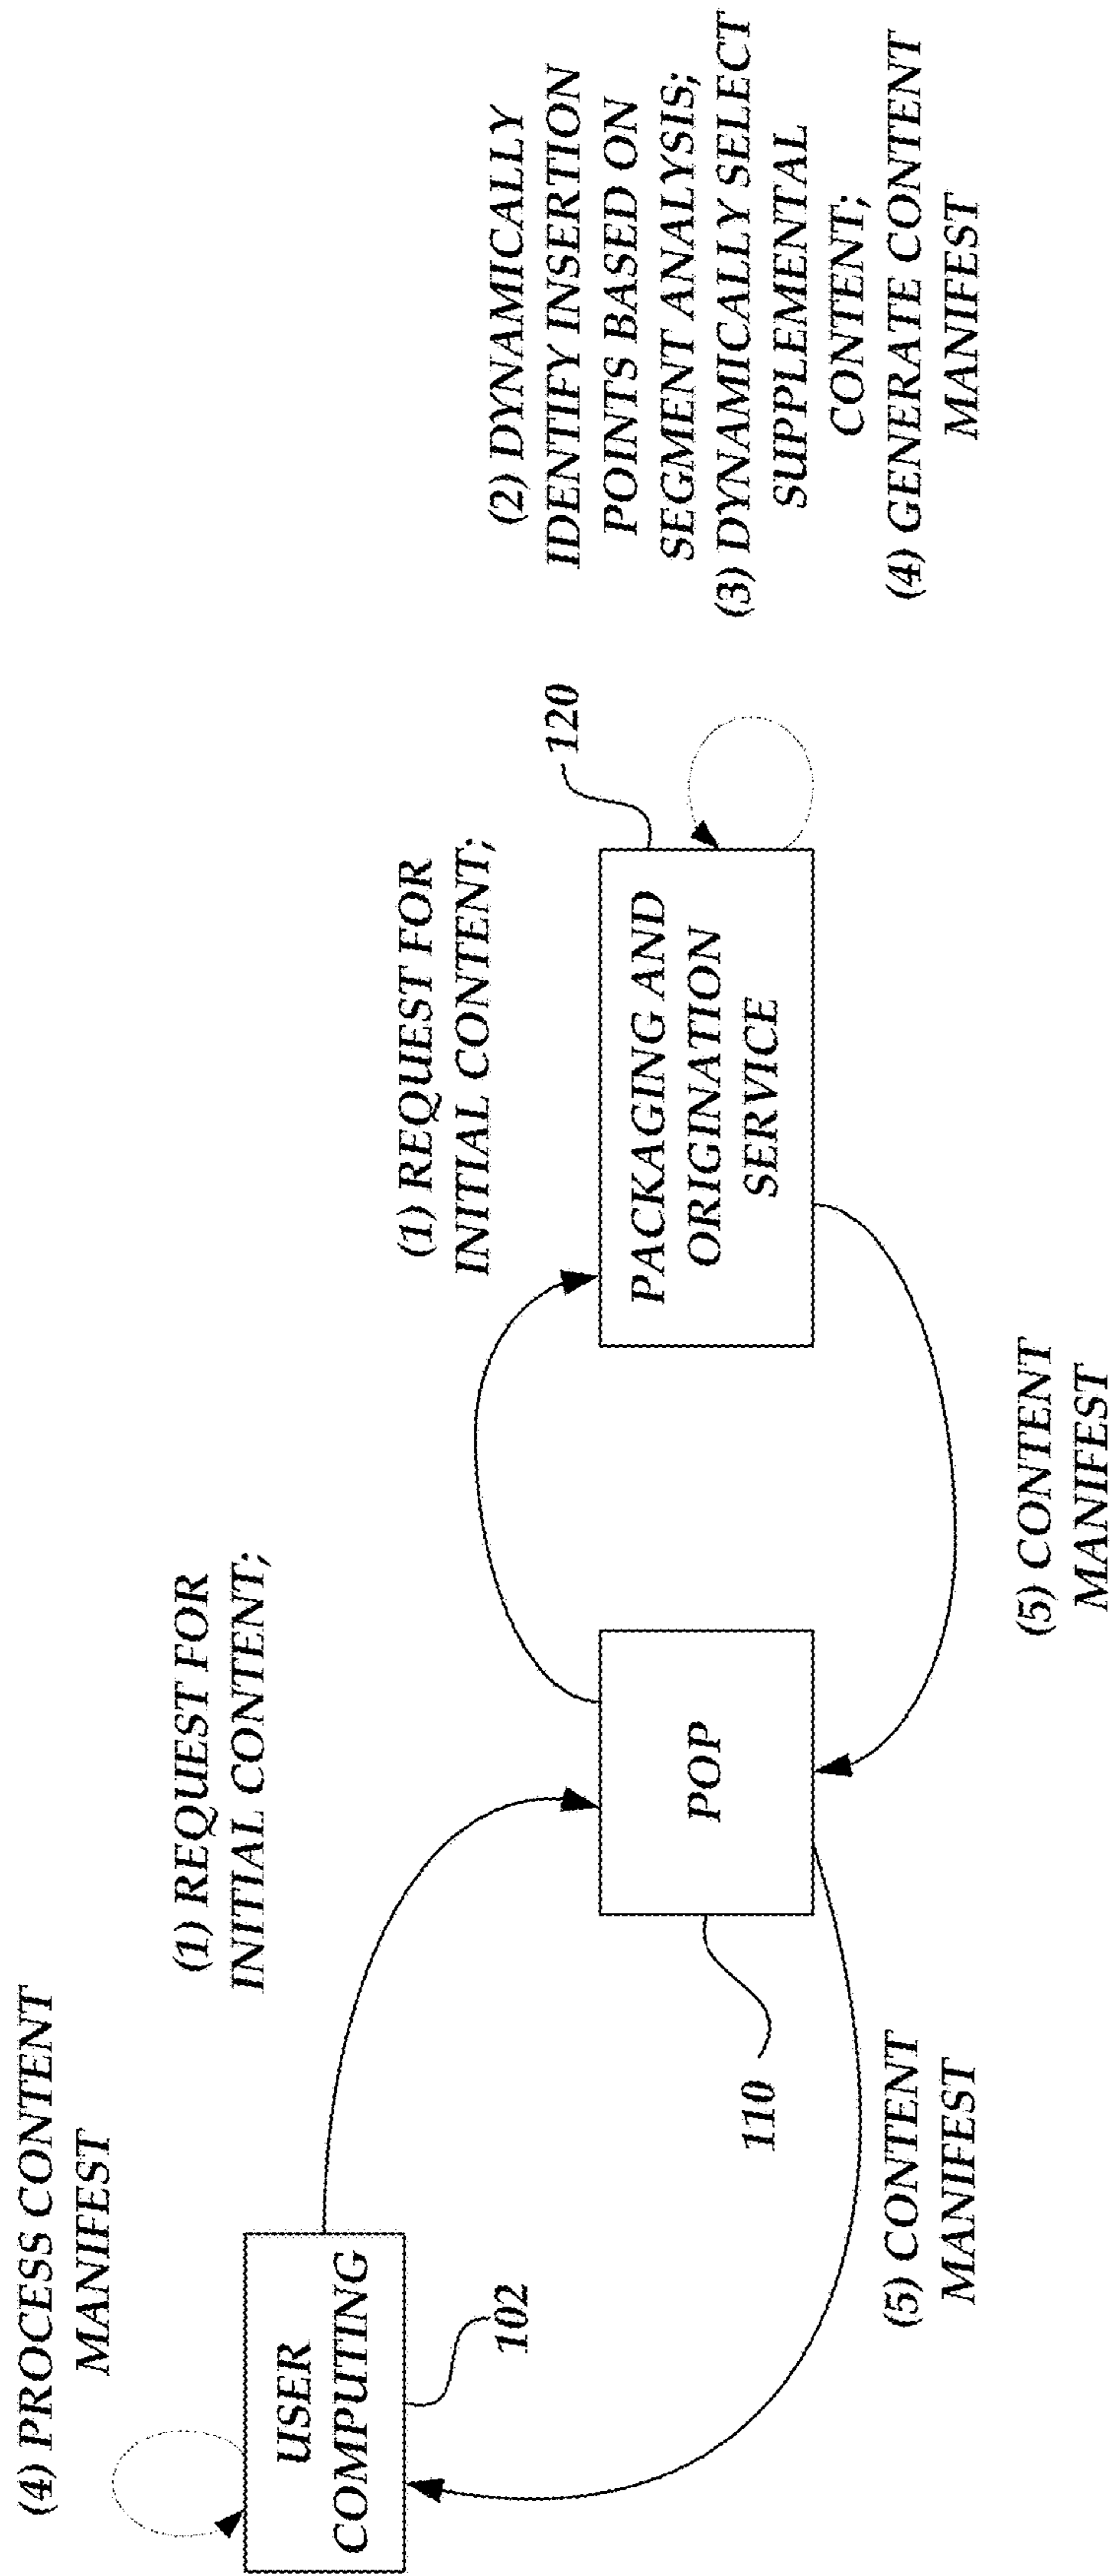 (4) PROCESS CONTENT
MANIFEST
(1) REQUEST FOR
INITIAL CONTENT;
(1) REQUEST FOR
INITIAL CONTENT;
(2) DYNAMICALLY
IDENTIFY INSERTION
POINTS BASED ON
SEGMENT ANALYSIS;
(3) DYNAMICALLY SELECT
SUPPLEMENTAL
CONTENT;
(4) GENERATE CONTENT
MANIFEST
USER
COMPUTING
102
POP
110
PACKAGING AND
ORIGINATION
SERVICE
120
(5) CONTENT
MANIFEST
(5) CONTENT
MANIFEST